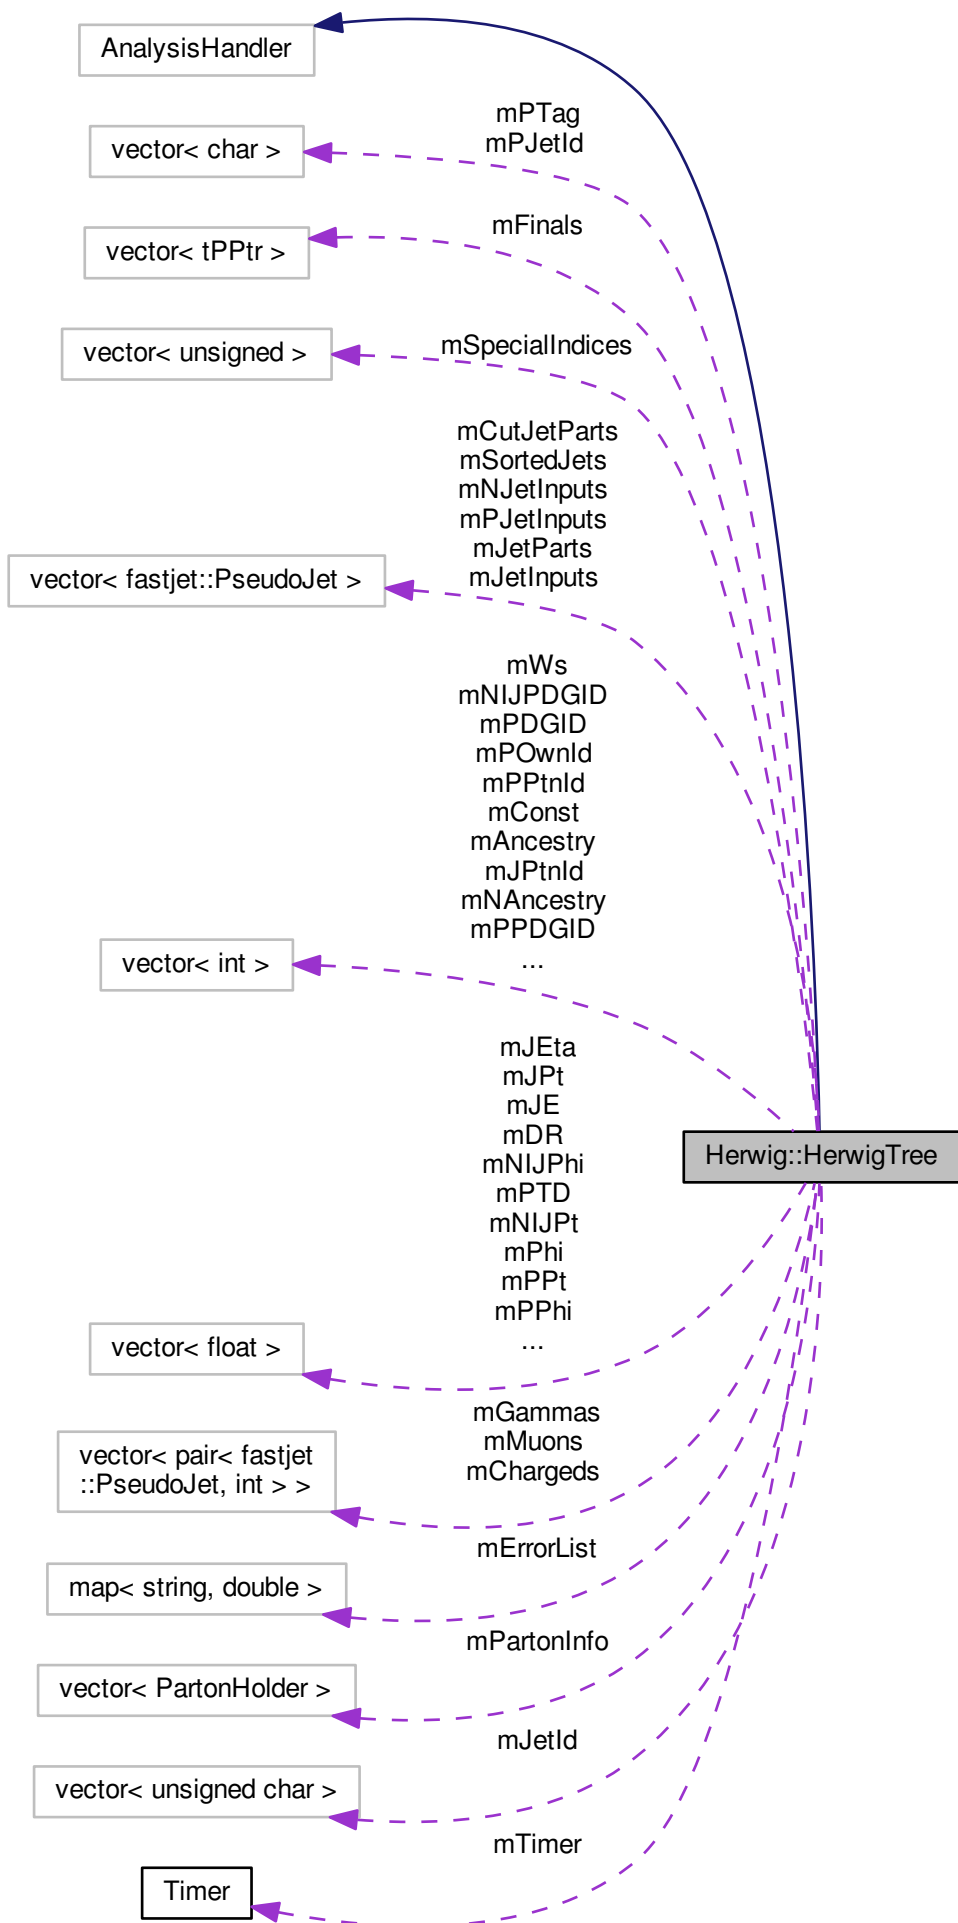 AnalysisHandler
mPTag
mPJetId
vector< char >
mFinals
vector< tPPtr >
mSpecialIndices
vector< unsigned >
mCutJetParts
mSortedJets
mNJetInputs
mPJetInputs
mJetParts
mJetInputs
vector< fastjet::PseudoJet >
mWs
mNIJPDGID
mPDGID
mPOwnId
mPPtnId
mConst
mAncestry
mJPtnId
mNAncestry
mPPDGID
...
vector< int >
mJEta
mJPt
mJE
mDR
mNIJPhi
mPTD
mNIJPt
mPhi
mPPt
mPPhi
...
Herwig::HerwigTree
vector< float >
mGammas
mMuons
mChargeds
vector< pair< fastjet
::PseudoJet, int > >
mErrorList
map< string, double >
mPartonInfo
vector< PartonHolder >
mJetId
vector< unsigned char >
mTimer
Timer